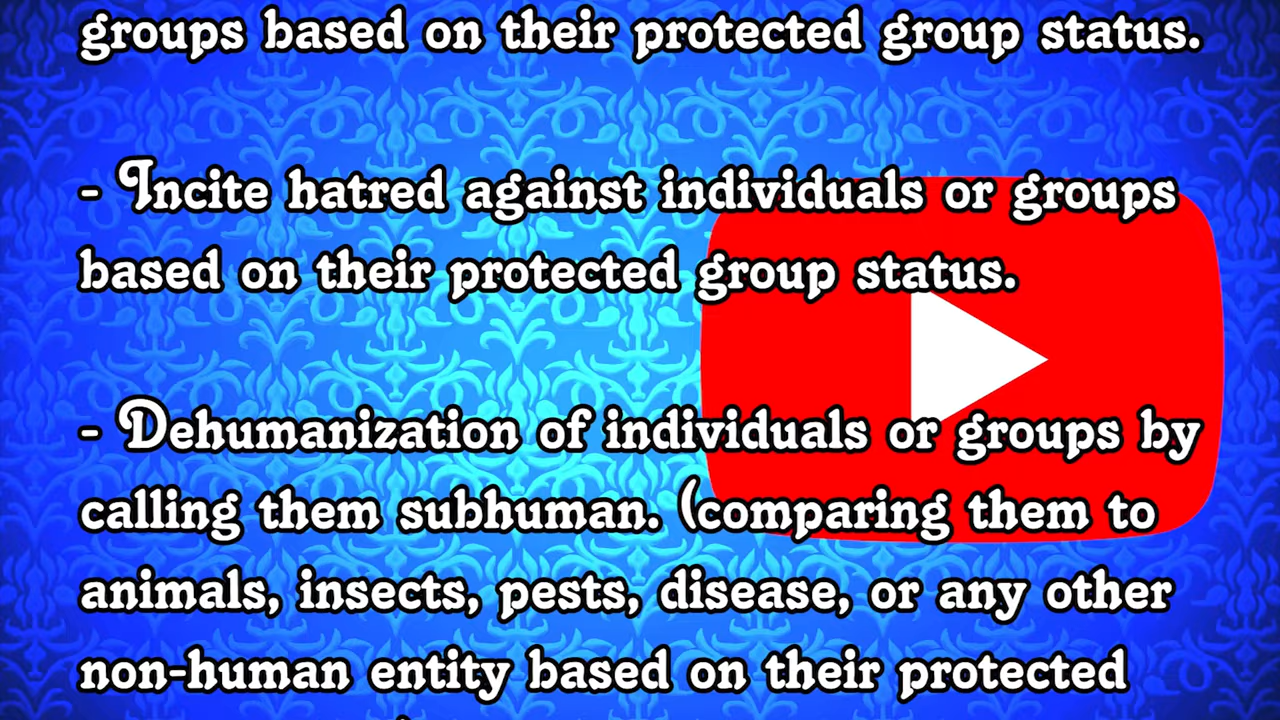 groups based on their protected group status.
- Incite hatred against individuals or groups
based on their protected group status.
- Dehumanization of individuals or groups by
calling them subhuman. (comparing them to
animals, insects, pests, disease, or any other
non-human entity based on their protected